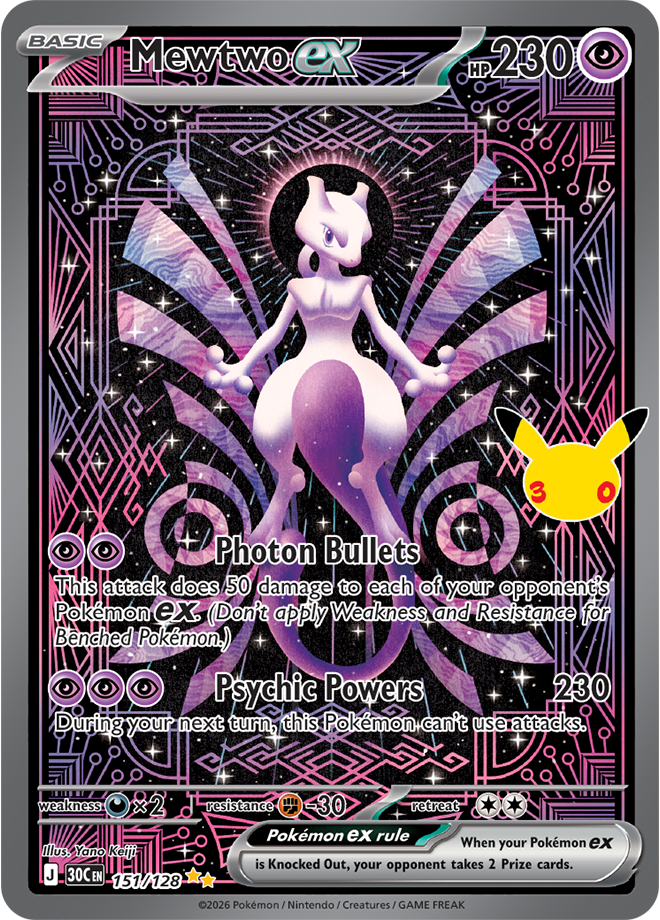 BASIC
Mewtwo ex
HP 230
30
Photon Bullets
This attack does 50 damage to each of your opponent's
Pokémon ex. (Don't apply Weakness and Resistance for
Benched Pokémon.)
Psychic Powers 230
During your next turn, this Pokémon can't use attacks.
weakness ×2 resistance -30 retreat
Illus. Yano Keiji
Pokémon ex rule
When your Pokémon ex
is Knocked Out, your opponent takes 2 Prize cards.
J 30C EN 151/128
©2026 Pokémon / Nintendo / Creatures / GAME FREAK